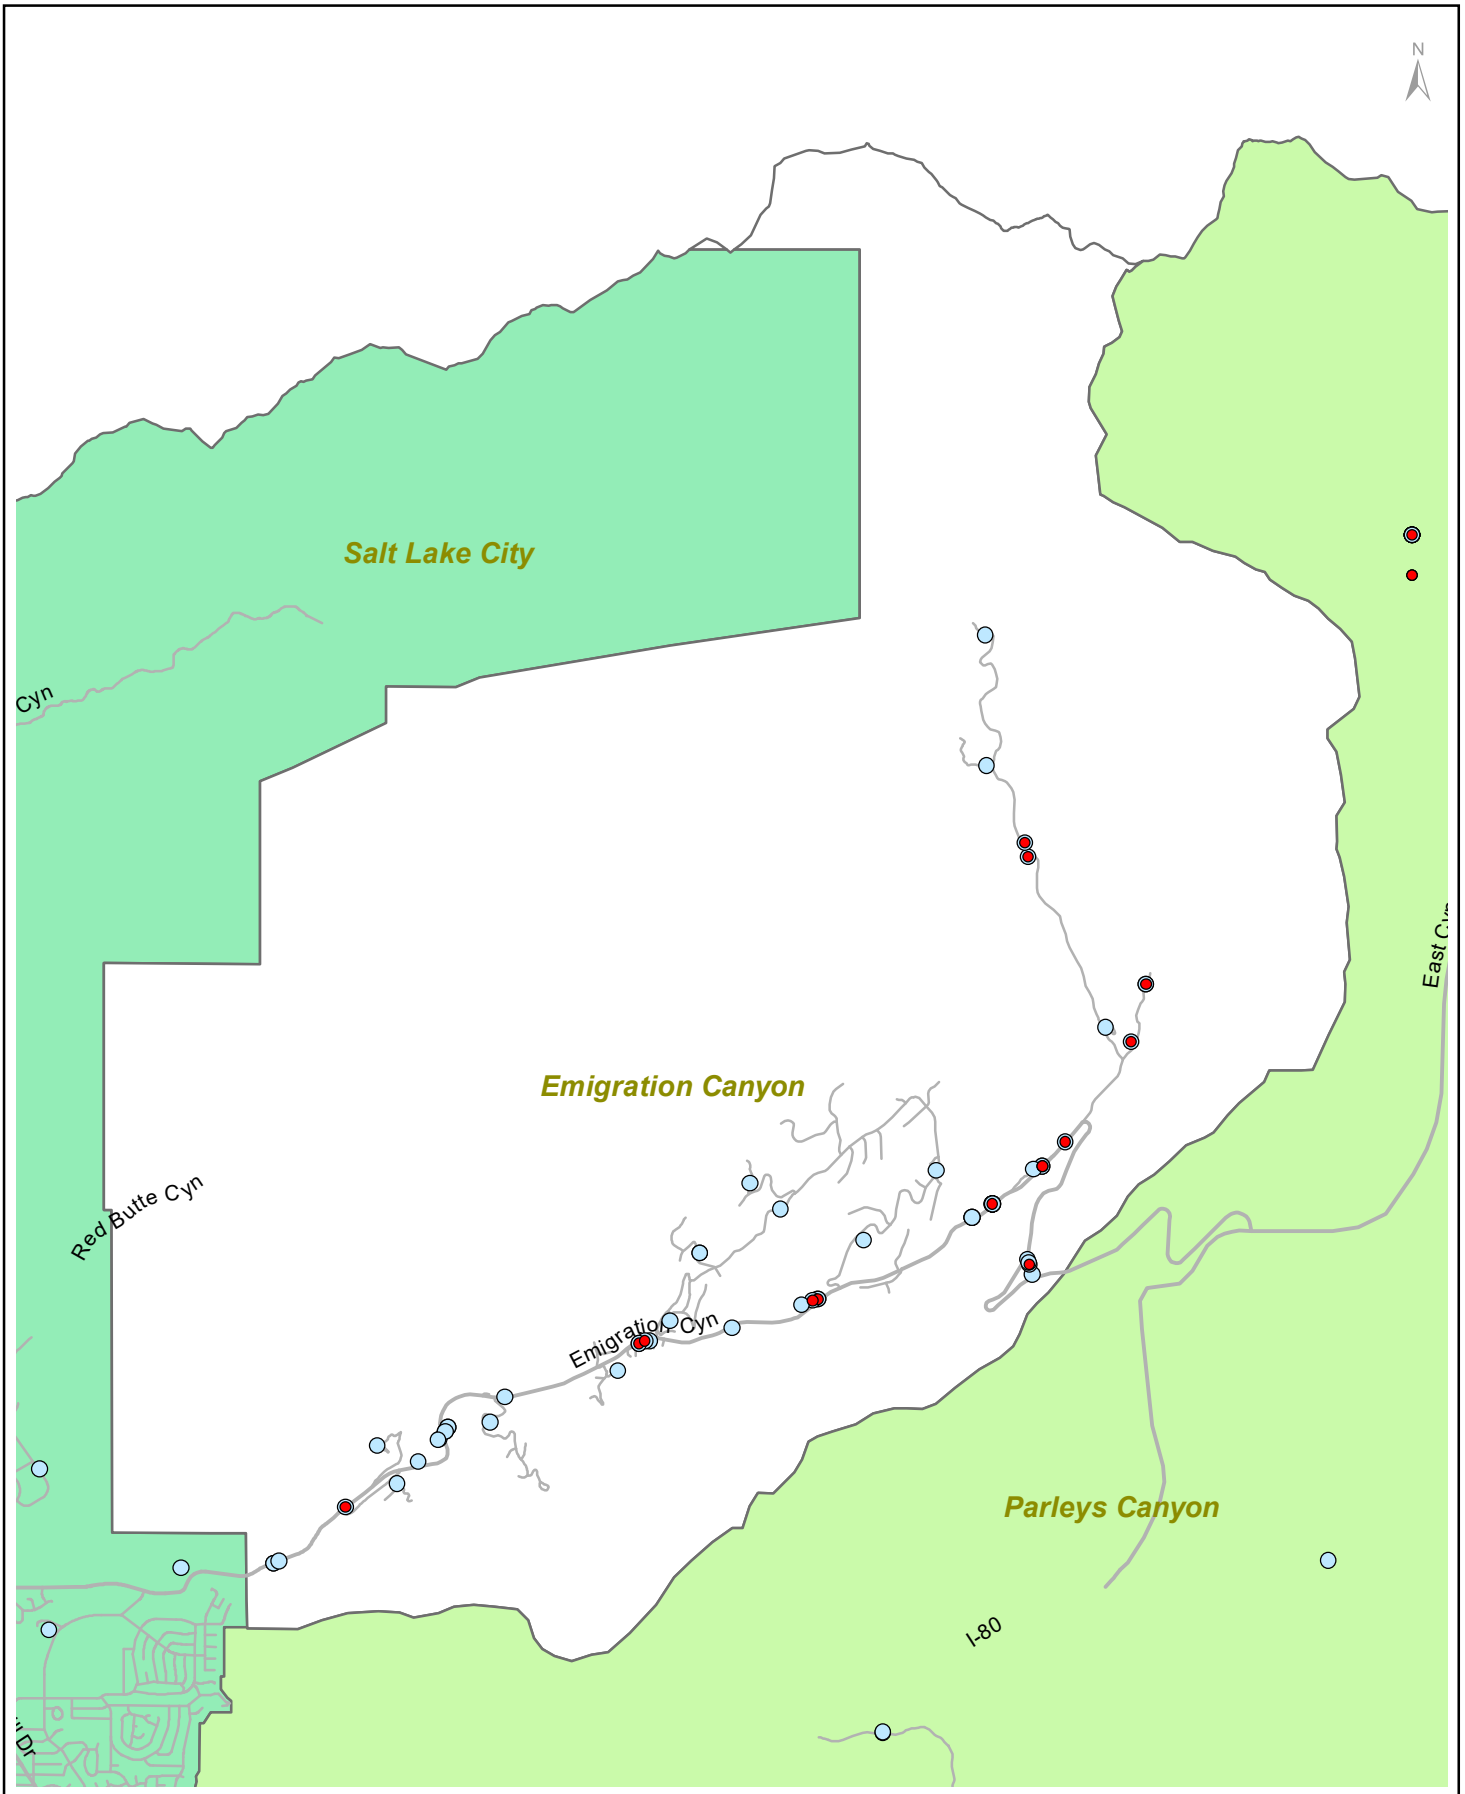 N
Salt Lake City
Cyn
East Cyn
Emigration Canyon
Red Butte Cyn
Emigration Cyn
Parleys Canyon
I-80
Dr